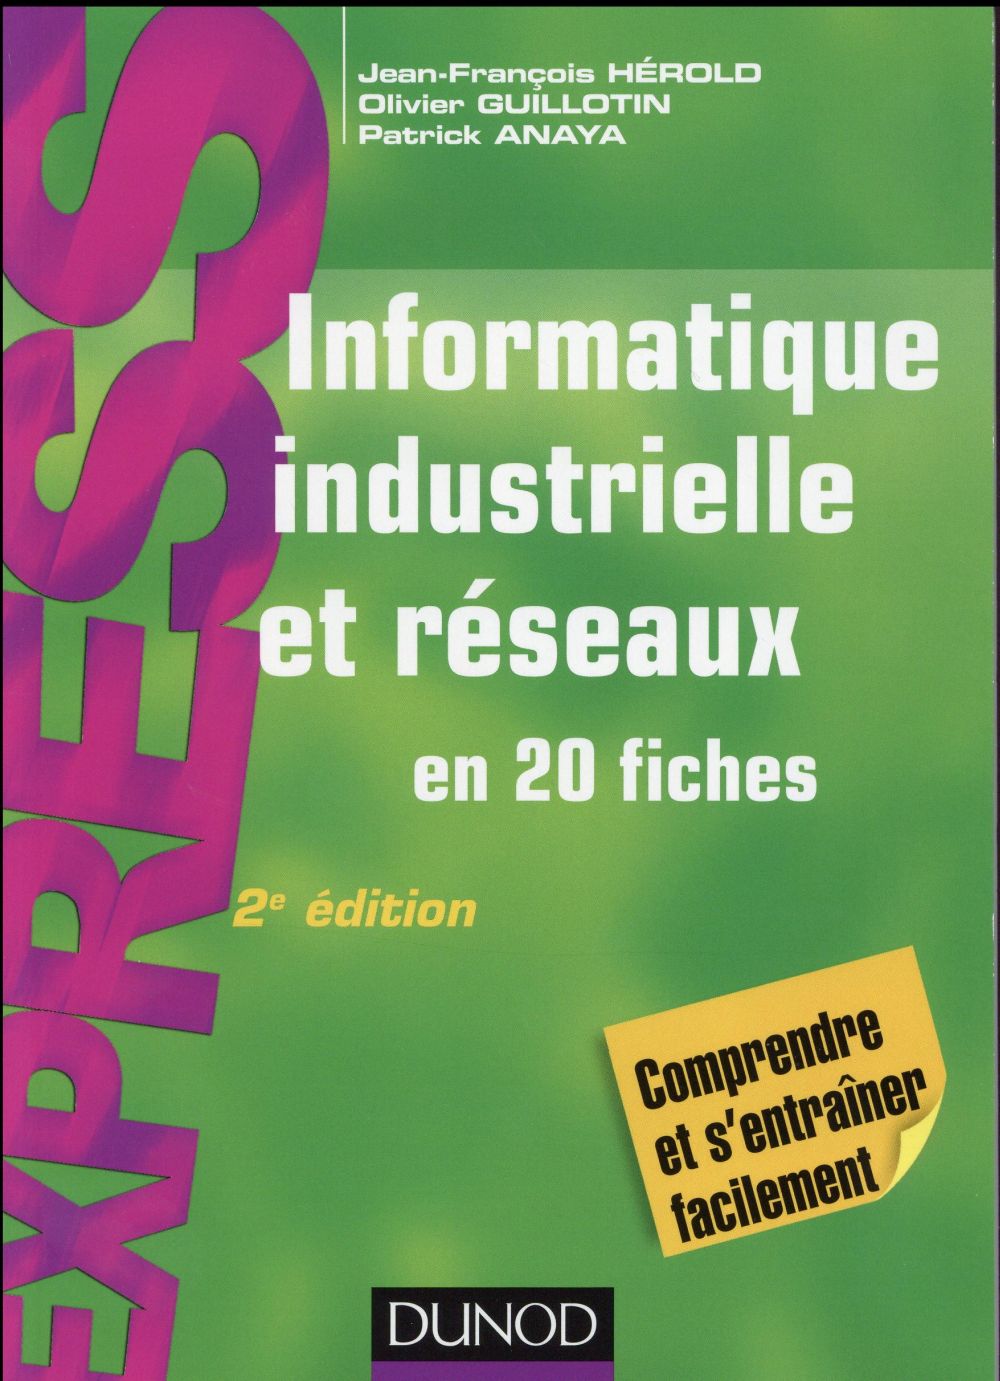 Jean-François HÉROLD
Olivier GUILLOTIN
Patrick ANAYA
EXPRESS
Informatique
industrielle
et réseaux
en 20 fiches
2e édition
Comprendre
et s'entraîner
facilement
DUNOD